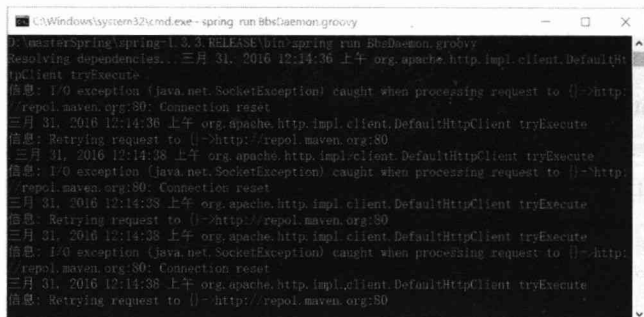 C:\Windows\system32\cmd.exe - spring run BbsDaemon.groovy
D:\masterSpring\spring-1.3.3.RELEASE\bin>spring run BbsDaemon.groovy
Resolving dependencies...三月 31, 2016 12:14:36 上午 org.apache.http.impl.client.DefaultHt
tpClient tryExecute
信息: I/O exception (java.net.SocketException) caught when processing request to {}->http:
//repo1.maven.org:80: Connection reset
三月 31, 2016 12:14:36 上午 org.apache.http.impl.client.DefaultHttpClient tryExecute
信息: Retrying request to {}->http://repo1.maven.org:80
.三月 31, 2016 12:14:38 上午 org.apache.http.impl.client.DefaultHttpClient tryExecute
信息: I/O exception (java.net.SocketException) caught when processing request to {}->http:
//repo1.maven.org:80: Connection reset
三月 31, 2016 12:14:38 上午 org.apache.http.impl.client.DefaultHttpClient tryExecute
信息: Retrying request to {}->http://repo1.maven.org:80
三月 31, 2016 12:14:38 上午 org.apache.http.impl.client.DefaultHttpClient tryExecute
信息: I/O exception (java.net.SocketException) caught when processing request to {}->http:
//repo1.maven.org:80: Connection reset
三月 31, 2016 12:14:38 上午 org.apache.http.impl.client.DefaultHttpClient tryExecute
信息: Retrying request to {}->http://repo1.maven.org:80